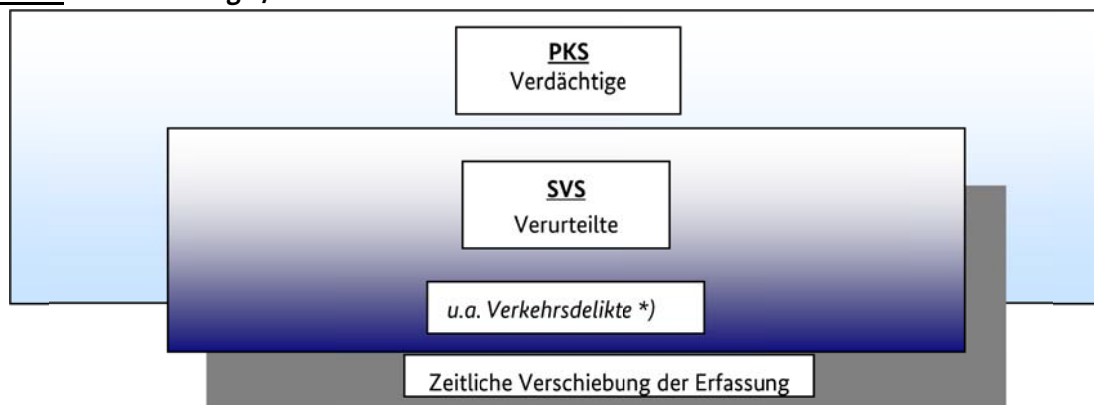 PKS
Verdächtige
SVS
Verurteilte
u.a. Verkehrsdelikte *)
Zeitliche Verschiebung der Erfassung